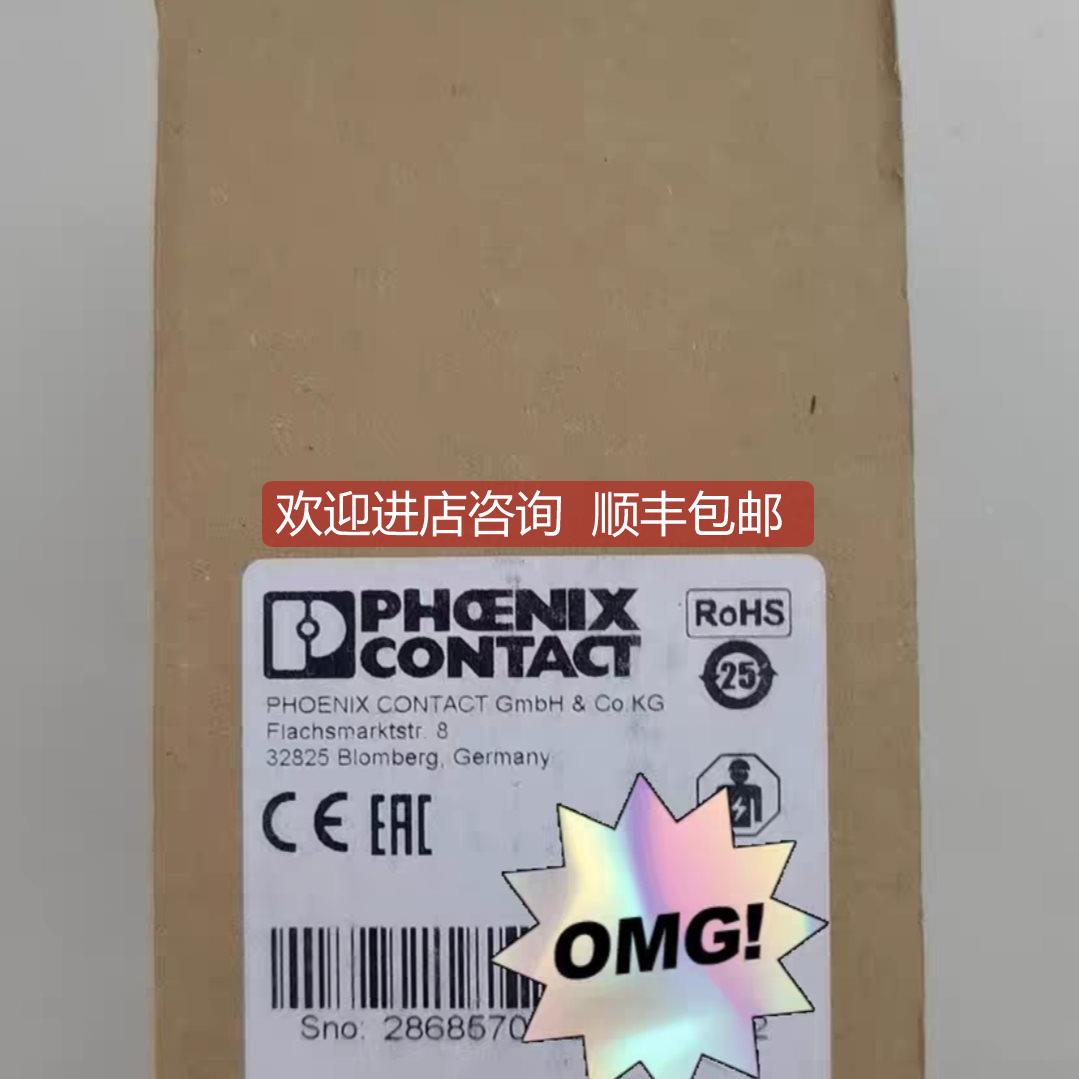 欢迎进店咨询 顺丰包邮
PHOENIX
CONTACT
RoHS
25
PHOENIX CONTACT GmbH & Co.KG
Flachsmarktstr. 8
32825 Blomberg, Germany
CE EAC
OMG!
Sno: 2868570